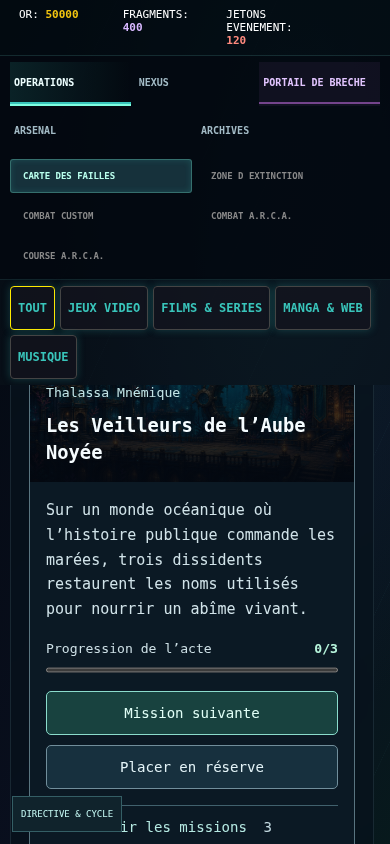 OR: 50000
FRAGMENTS: 400
JETONS EVENEMENT: 120
OPERATIONS
NEXUS
PORTAIL DE BRECHE
ARSENAL
ARCHIVES
CARTE DES FAILLES
ZONE D EXTINCTION
COMBAT CUSTOM
COMBAT A.R.C.A.
COURSE A.R.C.A.
TOUT
JEUX VIDEO
FILMS & SERIES
MANGA & WEB
MUSIQUE
Thalassa Mnémique
Les Veilleurs de l’Aube
Noyée
Sur un monde océanique où
l’histoire publique commande les
marées, trois dissidents
restaurent les noms utilisés
pour nourrir un abîme vivant.
Progression de l’acte 0/3
Mission suivante
Placer en réserve
DIRECTIVE & CYCLE
ir les missions 3